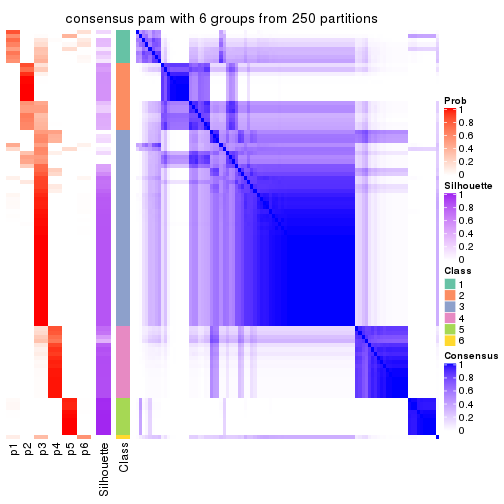 consensus pam with 6 groups from 250 partitions
Prob
1
0.8
0.6
0.4
0.2
0
Silhouette
1
0.8
0.6
0.4
0.2
0
Class
1
2
3
4
5
6
Consensus
1
0.8
0.6
0.4
0.2
0
p1
p2
p3
p4
p5
p6
Silhouette
Class